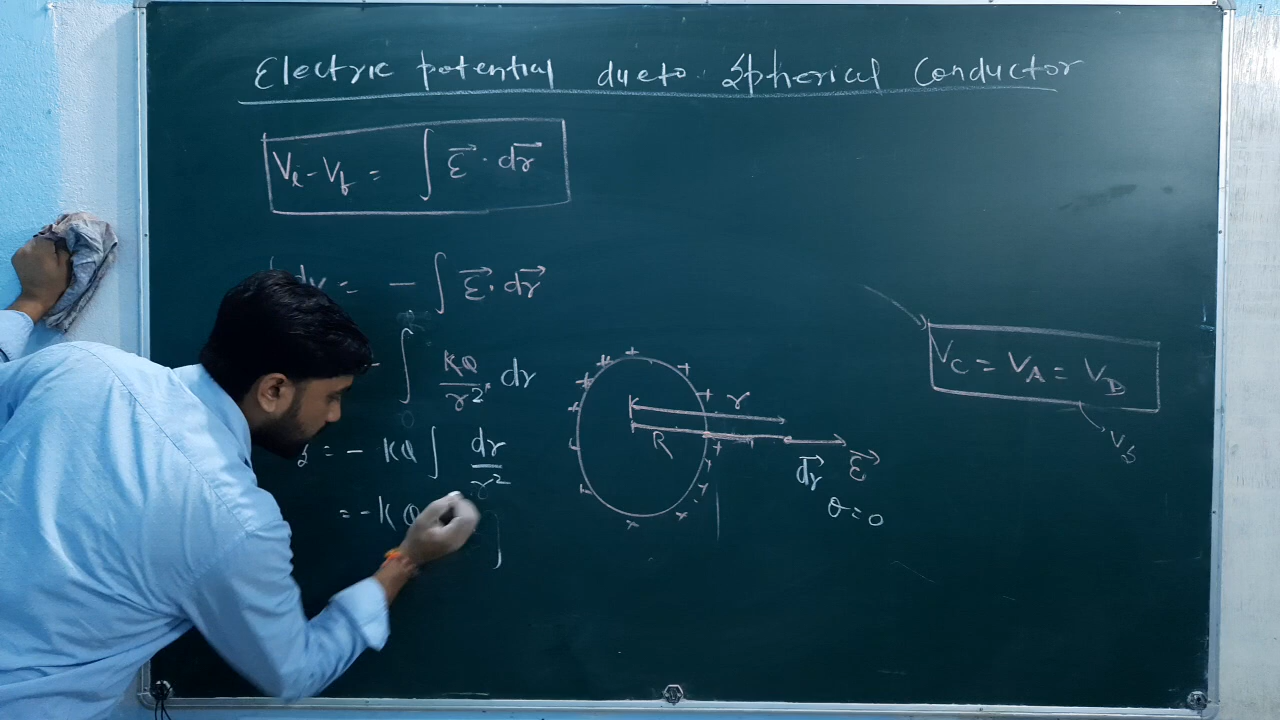 Electric potential due to Spherical Conductor
Vi - Vf = ∫ E⃗ . dr⃗
dv = - ∫ E⃗ . dr⃗
- ∫ KQ/r² . dr
= - KQ ∫ dr/r²
= - KQ
r
R
dr⃗ E⃗
θ = 0
VC = VA = VD
VS